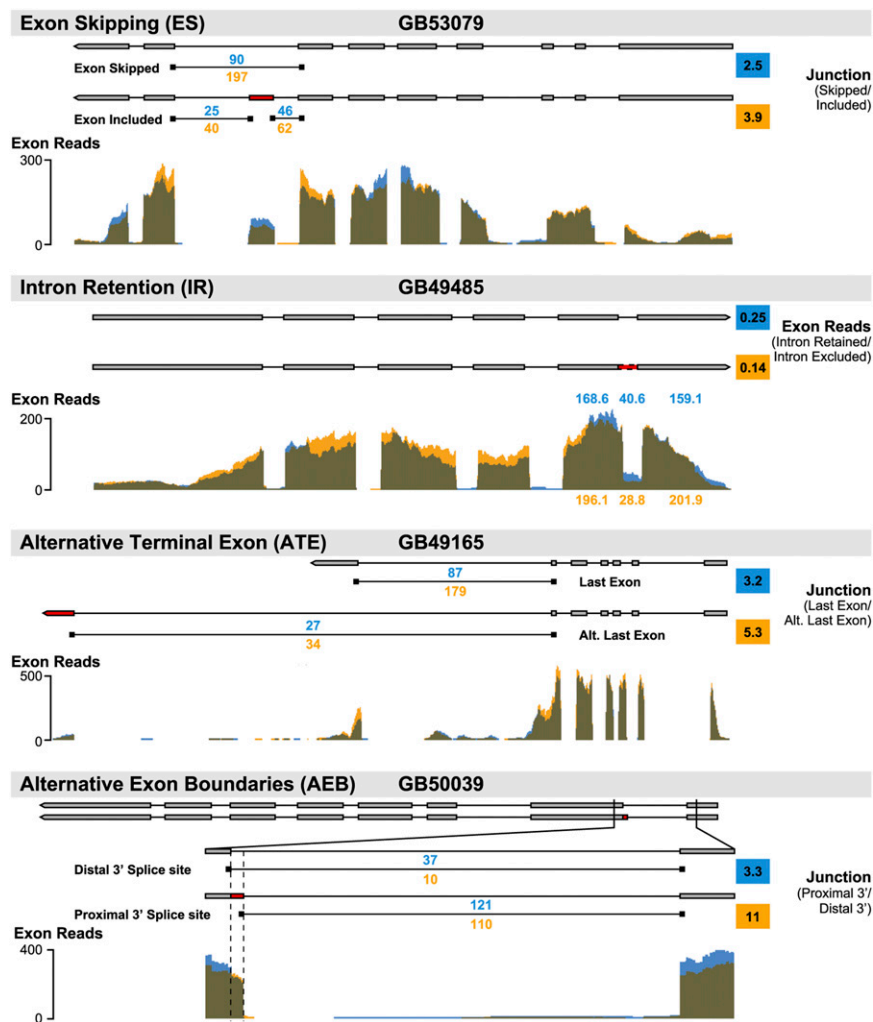 Exon Skipping (ES) GB53079
90
Exon Skipped
197
2.5
Junction
(Skipped/
Included)
25 46
Exon Included
40 62
3.9
Exon Reads
300
0
Intron Retention (IR) GB49485
0.25
Exon Reads
(Intron Retained/
Intron Excluded)
0.14
Exon Reads
168.6 40.6 159.1
200
0
196.1 28.8 201.9
Alternative Terminal Exon (ATE) GB49165
87
Last Exon
179
3.2
Junction
(Last Exon/
Alt. Last Exon)
27
Alt. Last Exon
34
5.3
Exon Reads
500
0
Alternative Exon Boundaries (AEB) GB50039
37
Distal 3' Splice site
10
3.3
Junction
(Proximal 3'/
Distal 3')
121
Proximal 3' Splice site
110
11
Exon Reads
400
0